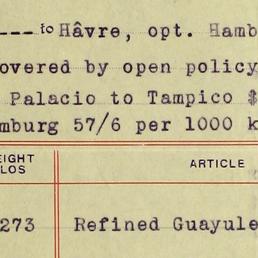 ---- to Hâvre, opt. Hamb
overed by open policy
Palacio to Tampico $
mburg 57/6 per 1000 k
EIGHT
LOS
ARTICLE
273 Refined Guayule